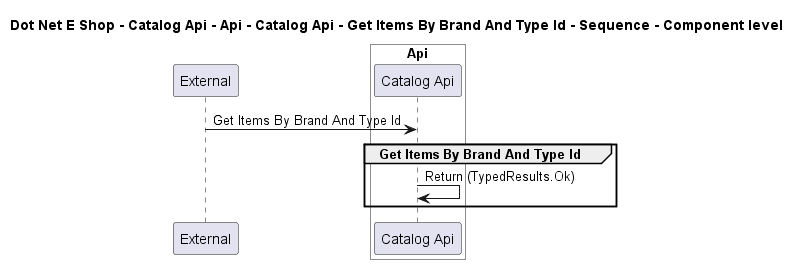 Dot Net E Shop - Catalog Api - Api - Catalog Api - Get Items By Brand And Type Id - Sequence - Component level
Api
External
Catalog Api
Get Items By Brand And Type Id
Get Items By Brand And Type Id
Return (TypedResults.Ok)
External
Catalog Api